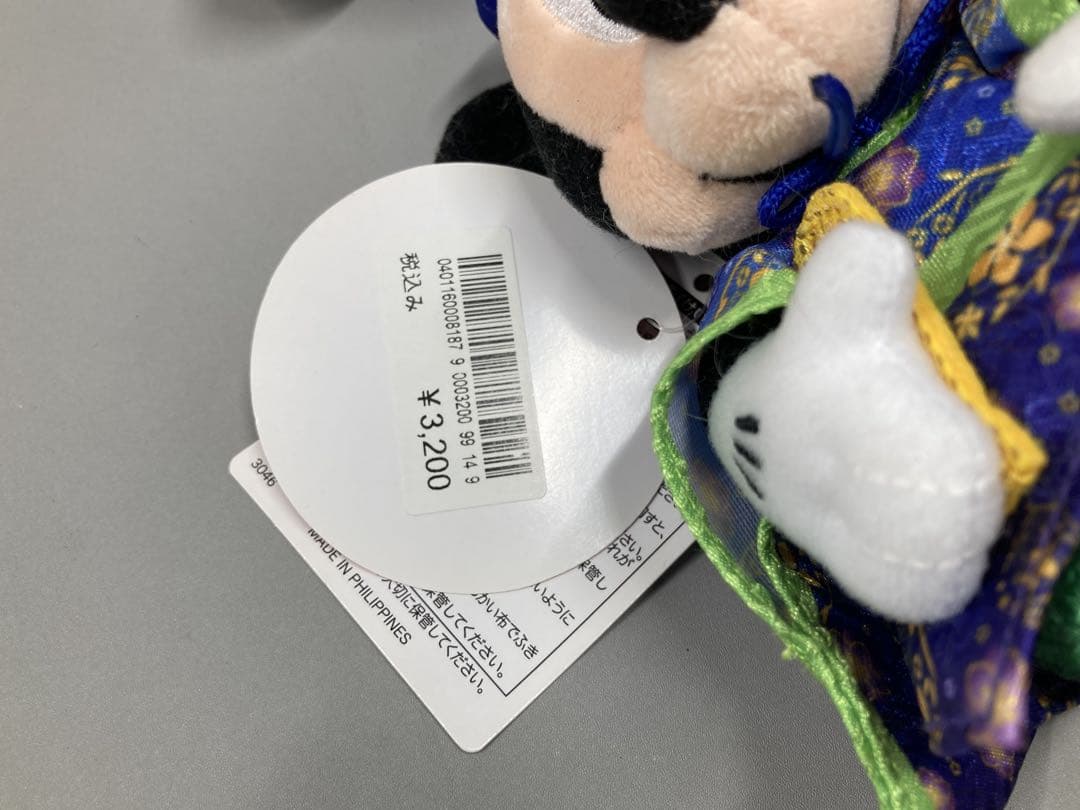 税込み
0401160008187 9 0003200 99 14 9
¥3,200
3046
MADE IN PHILIPPINES
切に保管してください。
保管してください。
かい布でふき
いように
保管し
れが
さい。
すと、